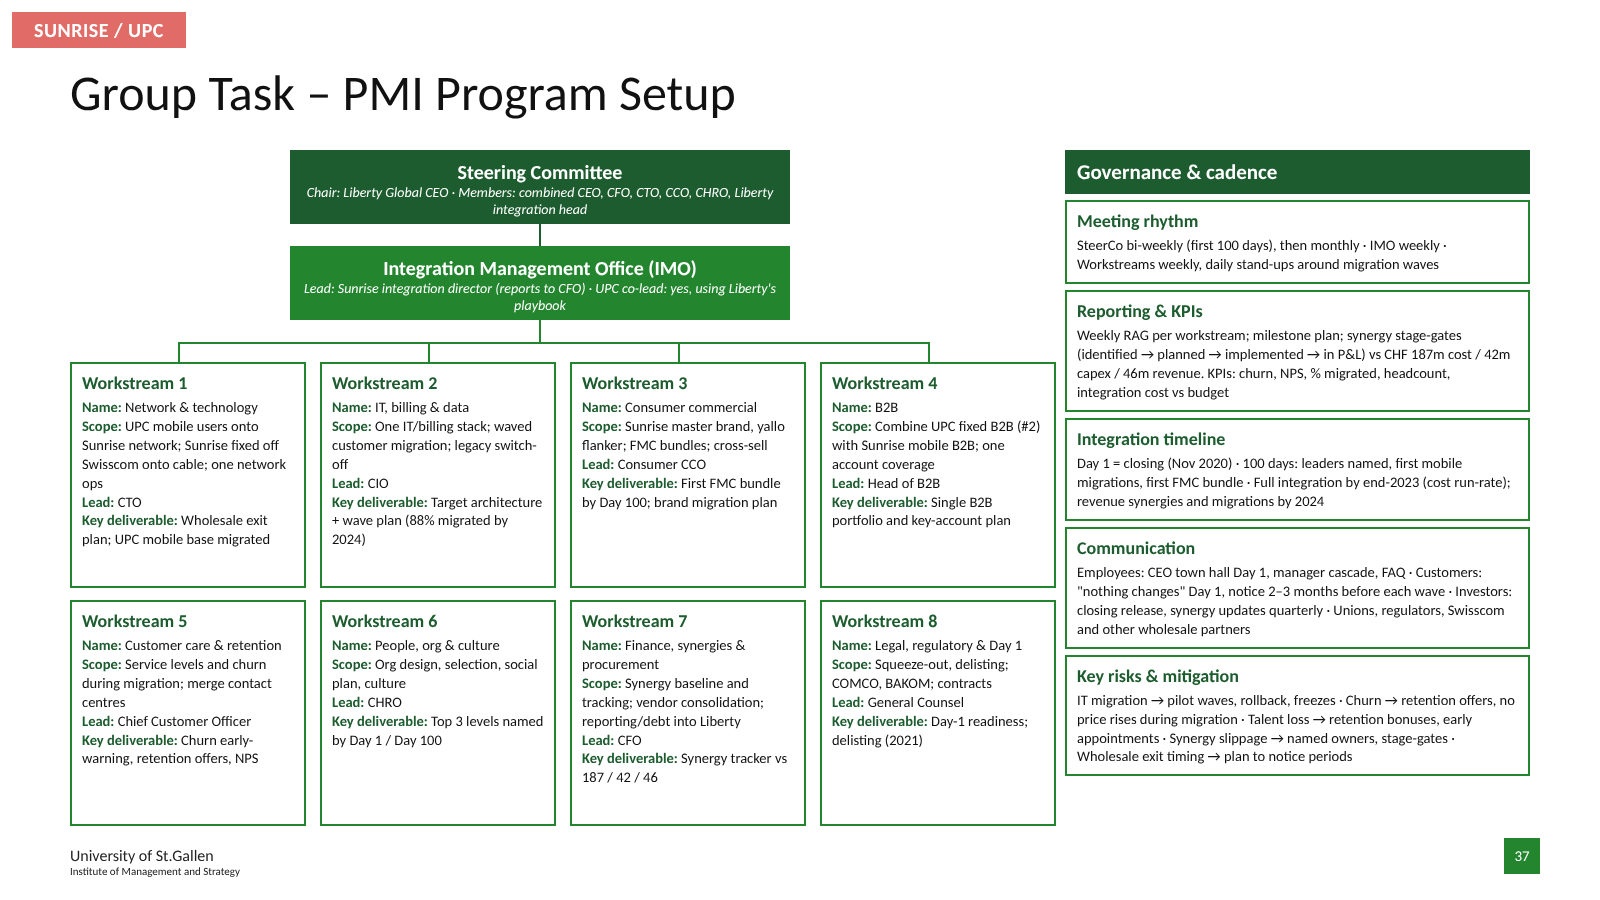 SUNRISE / UPC
Group Task – PMI Program Setup
Steering Committee
Chair: Liberty Global CEO · Members: combined CEO, CFO, CTO, CCO, CHRO, Liberty
integration head
Integration Management Office (IMO)
Lead: Sunrise integration director (reports to CFO) · UPC co-lead: yes, using Liberty's
playbook
Workstream 1
Name: Network & technology
Scope: UPC mobile users onto
Sunrise network; Sunrise fixed off
Swisscom onto cable; one network
ops
Lead: CTO
Key deliverable: Wholesale exit
plan; UPC mobile base migrated
Workstream 2
Name: IT, billing & data
Scope: One IT/billing stack; waved
customer migration; legacy switch-
off
Lead: CIO
Key deliverable: Target architecture
+ wave plan (88% migrated by
2024)
Workstream 3
Name: Consumer commercial
Scope: Sunrise master brand, yallo
flanker; FMC bundles; cross-sell
Lead: Consumer CCO
Key deliverable: First FMC bundle
by Day 100; brand migration plan
Workstream 4
Name: B2B
Scope: Combine UPC fixed B2B (#2)
with Sunrise mobile B2B; one
account coverage
Lead: Head of B2B
Key deliverable: Single B2B
portfolio and key-account plan
Workstream 5
Name: Customer care & retention
Scope: Service levels and churn
during migration; merge contact
centres
Lead: Chief Customer Officer
Key deliverable: Churn early-
warning, retention offers, NPS
Workstream 6
Name: People, org & culture
Scope: Org design, selection, social
plan, culture
Lead: CHRO
Key deliverable: Top 3 levels named
by Day 1 / Day 100
Workstream 7
Name: Finance, synergies &
procurement
Scope: Synergy baseline and
tracking; vendor consolidation;
reporting/debt into Liberty
Lead: CFO
Key deliverable: Synergy tracker vs
187 / 42 / 46
Workstream 8
Name: Legal, regulatory & Day 1
Scope: Squeeze-out, delisting;
COMCO, BAKOM; contracts
Lead: General Counsel
Key deliverable: Day-1 readiness;
delisting (2021)
Governance & cadence
Meeting rhythm
SteerCo bi-weekly (first 100 days), then monthly · IMO weekly ·
Workstreams weekly, daily stand-ups around migration waves
Reporting & KPIs
Weekly RAG per workstream; milestone plan; synergy stage-gates
(identified → planned → implemented → in P&L) vs CHF 187m cost / 42m
capex / 46m revenue. KPIs: churn, NPS, % migrated, headcount,
integration cost vs budget
Integration timeline
Day 1 = closing (Nov 2020) · 100 days: leaders named, first mobile
migrations, first FMC bundle · Full integration by end-2023 (cost run-rate);
revenue synergies and migrations by 2024
Communication
Employees: CEO town hall Day 1, manager cascade, FAQ · Customers:
"nothing changes" Day 1, notice 2–3 months before each wave · Investors:
closing release, synergy updates quarterly · Unions, regulators, Swisscom
and other wholesale partners
Key risks & mitigation
IT migration → pilot waves, rollback, freezes · Churn → retention offers, no
price rises during migration · Talent loss → retention bonuses, early
appointments · Synergy slippage → named owners, stage-gates ·
Wholesale exit timing → plan to notice periods
University of St.Gallen
Institute of Management and Strategy
37